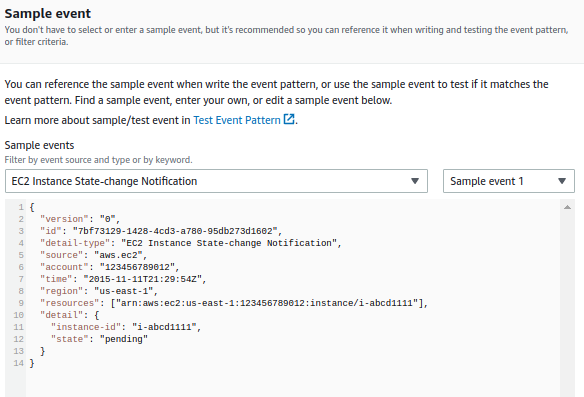 Sample event
You don't have to select or enter a sample event, but it's recommended so you can reference it when writing and testing the event pattern,
or filter criteria.
You can reference the sample event when write the event pattern, or use the sample event to test if it matches the
event pattern. Find a sample event, enter your own, or edit a sample event below.
Learn more about sample/test event in Test Event Pattern.
Sample events
Filter by event source and type or by keyword.
EC2 Instance State-change Notification Sample event 1
1 {
2 "version": "0",
3 "id": "7bf73129-1428-4cd3-a780-95db273d1602",
4 "detail-type": "EC2 Instance State-change Notification",
5 "source": "aws.ec2",
6 "account": "123456789012",
7 "time": "2015-11-11T21:29:54Z",
8 "region": "us-east-1",
9 "resources": ["arn:aws:ec2:us-east-1:123456789012:instance/i-abcd1111"],
10 "detail": {
11 "instance-id": "i-abcd1111",
12 "state": "pending"
13 }
14 }